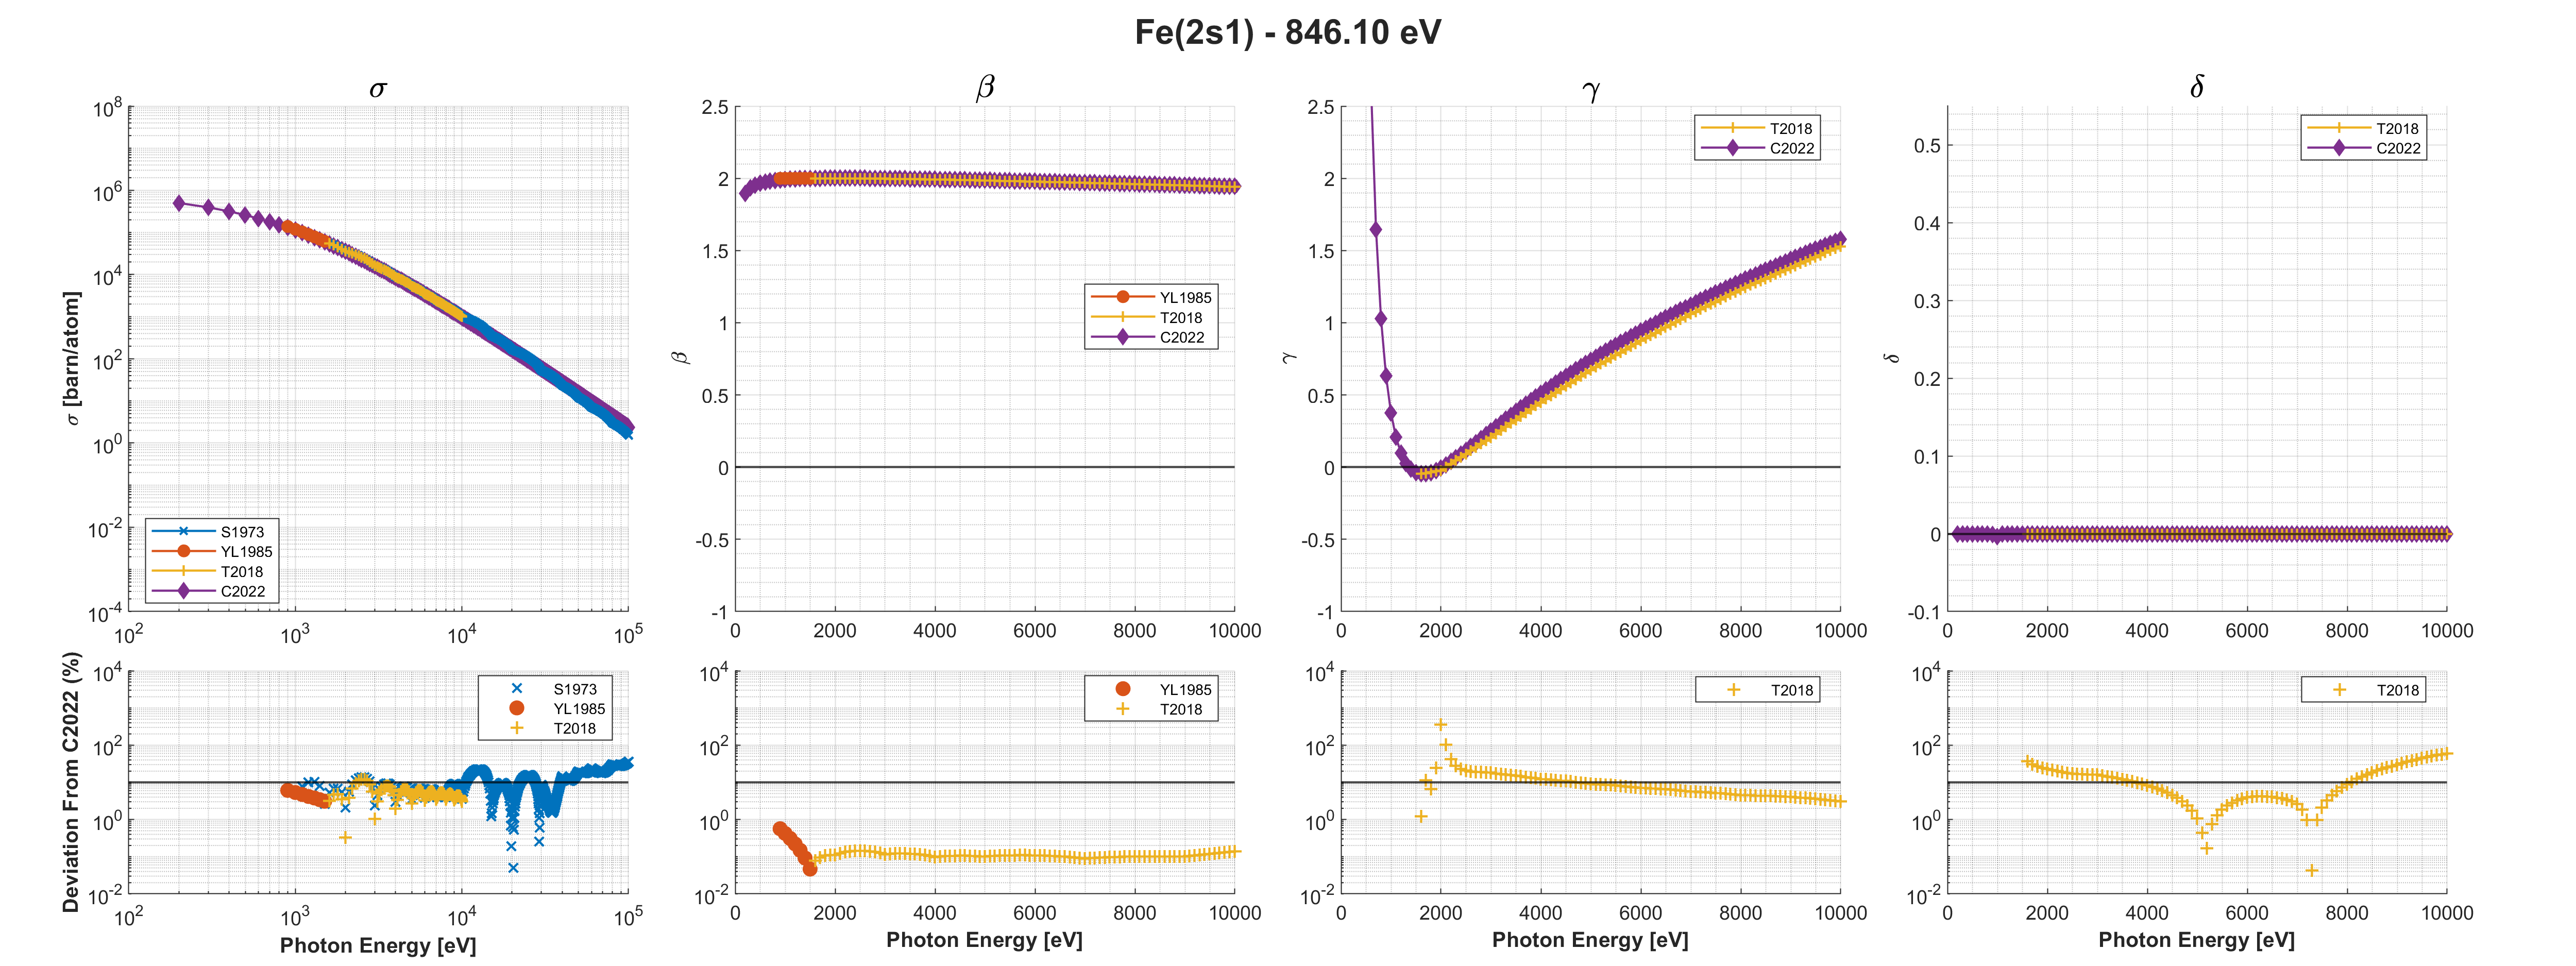 Fe(2s1) - 846.10 eV
σ
σ [barn/atom]
10^8
10^6
10^4
10^2
10^0
10^-2
10^-4
10^2
10^3
10^4
10^5
S1973
YL1985
T2018
C2022
β
β
2.5
2
1.5
1
0.5
0
-0.5
-1
0
2000
4000
6000
8000
10000
YL1985
T2018
C2022
γ
γ
2.5
2
1.5
1
0.5
0
-0.5
-1
0
2000
4000
6000
8000
10000
T2018
C2022
δ
δ
0.5
0.4
0.3
0.2
0.1
0
-0.1
0
2000
4000
6000
8000
10000
T2018
C2022
Deviation From C2022 (%)
10^4
10^2
10^0
10^-2
10^2
10^3
10^4
10^5
S1973
YL1985
T2018
Photon Energy [eV]
10^4
10^2
10^0
10^-2
0
2000
4000
6000
8000
10000
YL1985
T2018
Photon Energy [eV]
10^4
10^2
10^0
10^-2
0
2000
4000
6000
8000
10000
T2018
Photon Energy [eV]
10^4
10^2
10^0
10^-2
0
2000
4000
6000
8000
10000
T2018
Photon Energy [eV]